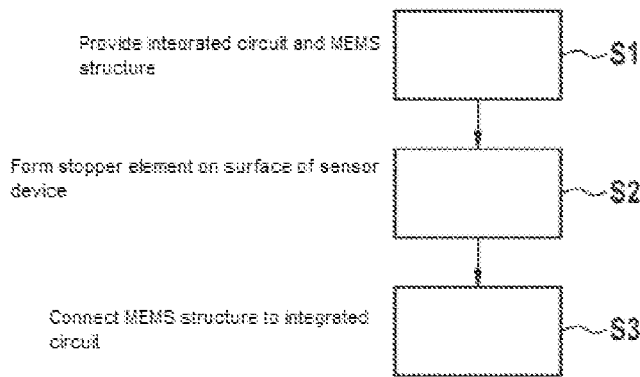 Provide integrated circuit and MEMS
structure
S1
Form stopper element on surface of sensor
device
S2
Connect MEMS structure to integrated
circuit
S3